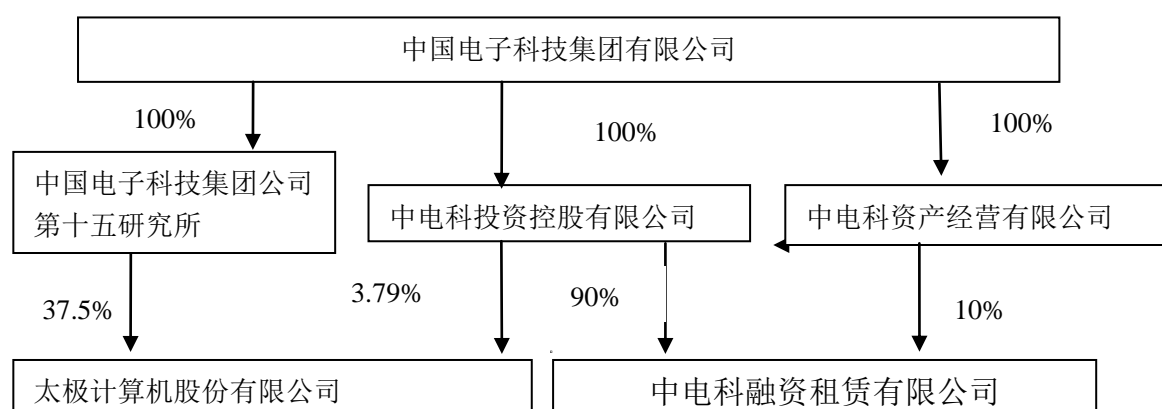 中国电子科技集团有限公司
100%
100%
100%
中国电子科技集团公司
第十五研究所
中电科投资控股有限公司
中电科资产经营有限公司
37.5%
3.79%
90%
10%
太极计算机股份有限公司
中电科融资租赁有限公司